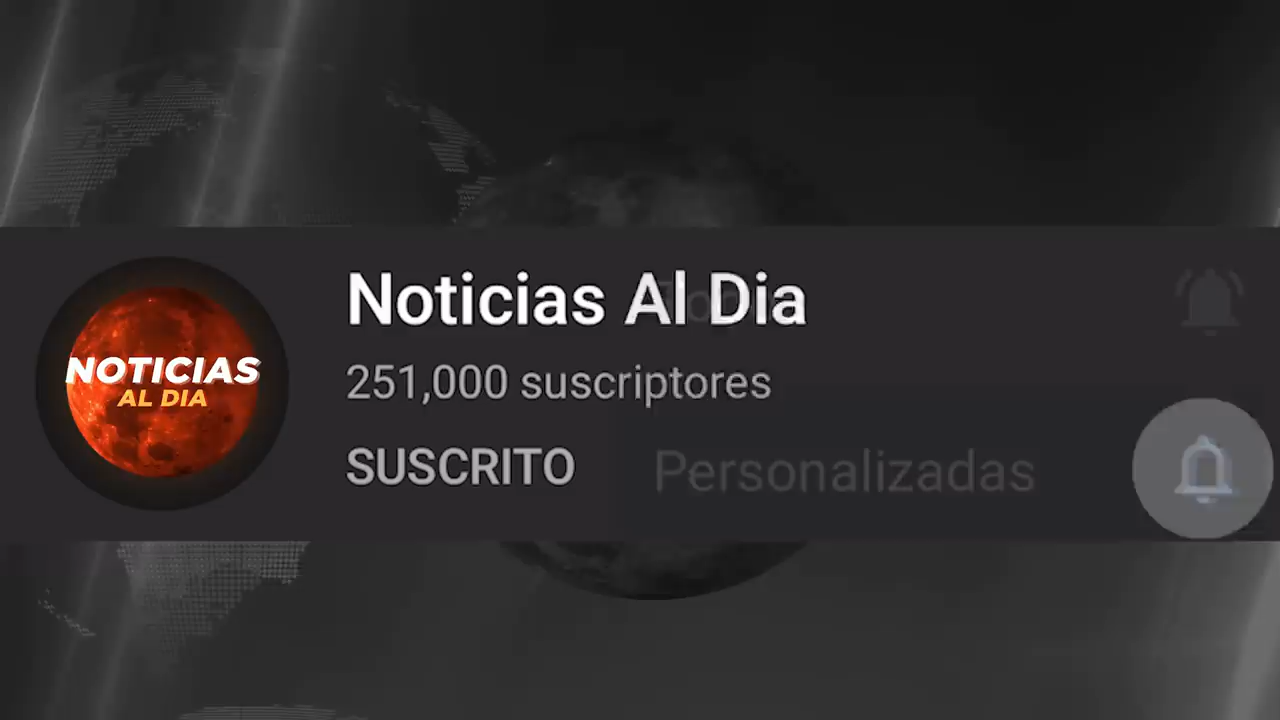 NOTICIAS
AL DIA
Noticias Al Dia
251,000 suscriptores
SUSCRITO
Personalizadas